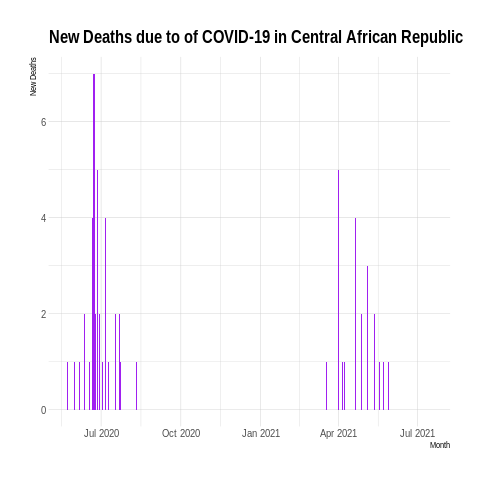 New Deaths due to of COVID-19 in Central African Republic
New Deaths
6
4
2
0
Jul 2020 Oct 2020 Jan 2021 Apr 2021 Jul 2021
Month